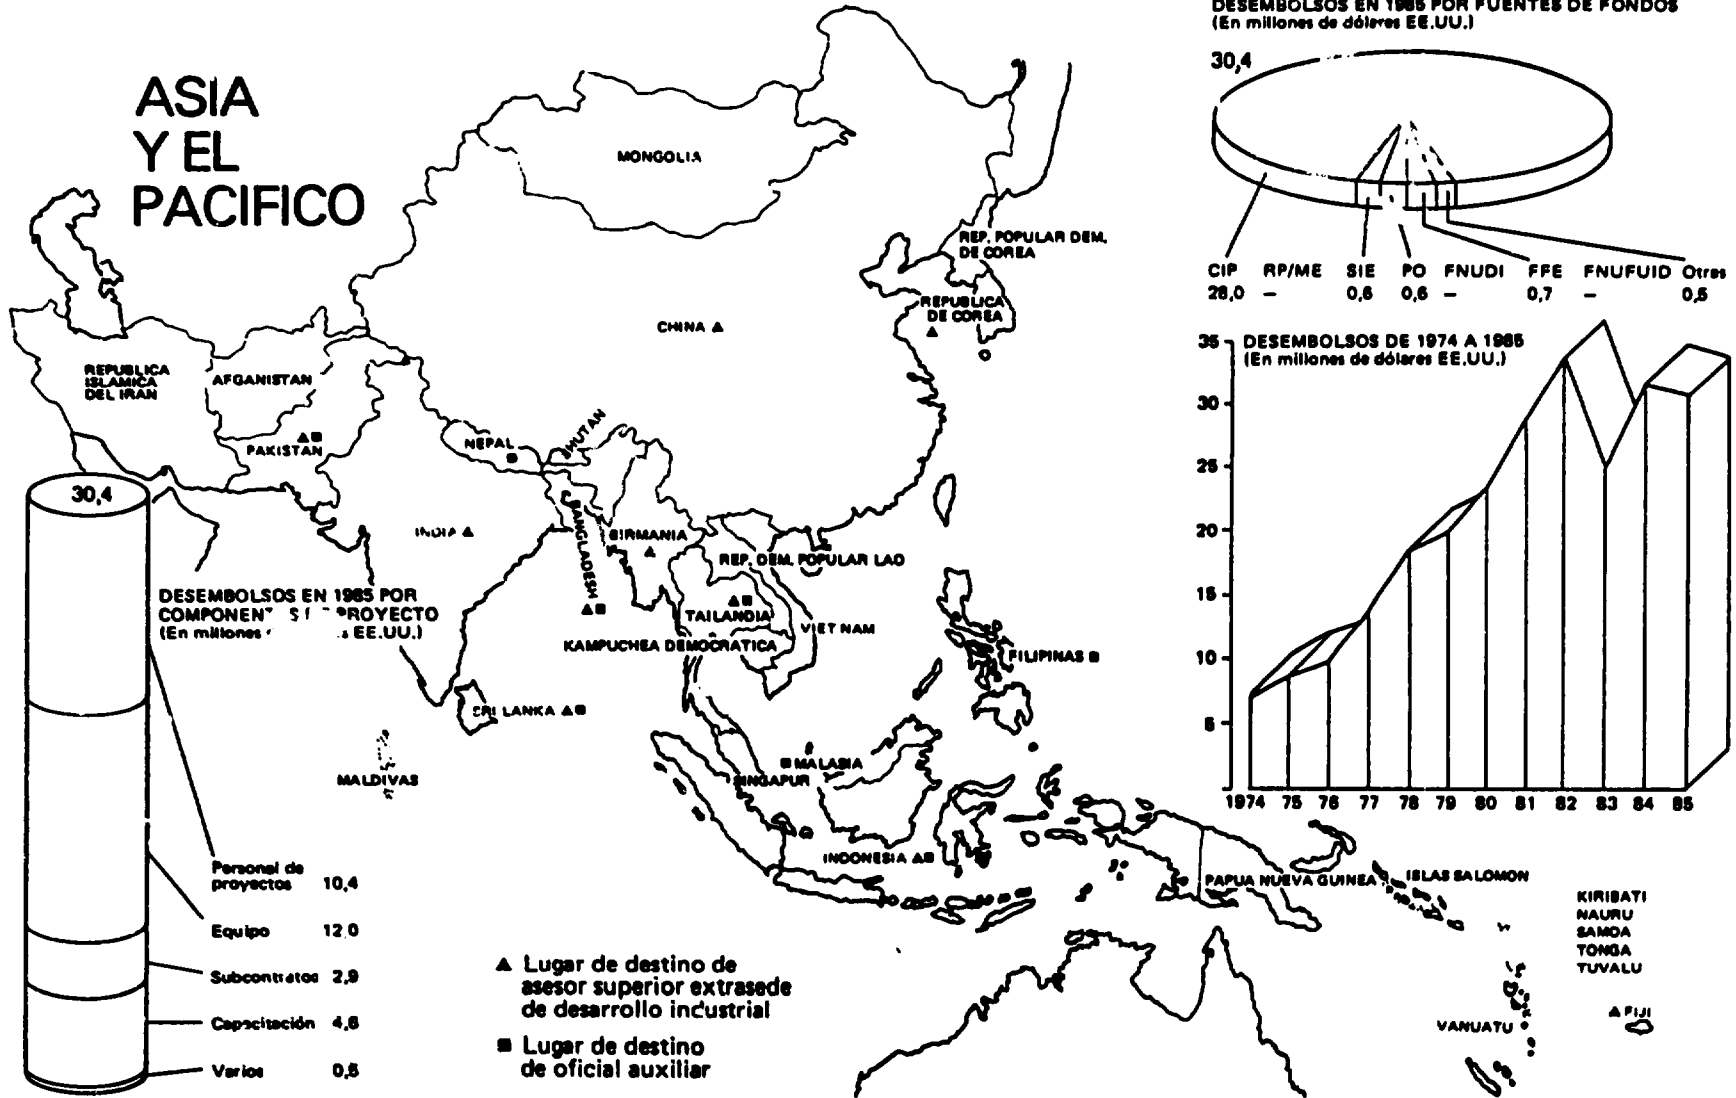 ASIA
Y EL
PACIFICO
DESEMBOLSOS EN 1985 POR FUENTES DE FONDOS
(En millones de dólares EE.UU.)
30,4
CIP RP/ME SIE PO FNUDI FFE FNUFUID Otras
28,0 – 0,6 0,6 – 0,7 – 0,5
DESEMBOLSOS DE 1974 A 1985
(En millones de dólares EE.UU.)
35
30
25
20
15
10
5
1974 75 76 77 78 79 80 81 82 83 84 85
MONGOLIA
REP. POPULAR DEM.
DE COREA
REPUBLICA
DE COREA
▲
CHINA ▲
REPUBLICA
ISLAMICA
DEL IRAN
AFGANISTAN
▲■
PAKISTAN
NEPAL
■
BHUTAN
INDIA ▲
BANGLADESH
▲■
BIRMANIA
▲
REP. DEM. POPULAR LAO
▲■
TAILANDIA
VIET NAM
KAMPUCHEA DEMOCRATICA
FILIPINAS ■
SRI LANKA ▲■
MALDIVAS
■ MALASIA
SINGAPUR
INDONESIA ▲■
PAPUA NUEVA GUINEA
ISLAS SALOMON
KIRIBATI
NAURU
SAMOA
TONGA
TUVALU
▲ FIJI
VANUATU
30,4
DESEMBOLSOS EN 1985 POR
COMPONENT S PROYECTO
(En millones EE.UU.)
Personal de
proyectos 10,4
Equipo 12,0
Subcontratos 2,9
Capacitación 4,6
Varios 0,5
▲ Lugar de destino de
asesor superior extrasede
de desarrollo industrial
■ Lugar de destino
de oficial auxiliar